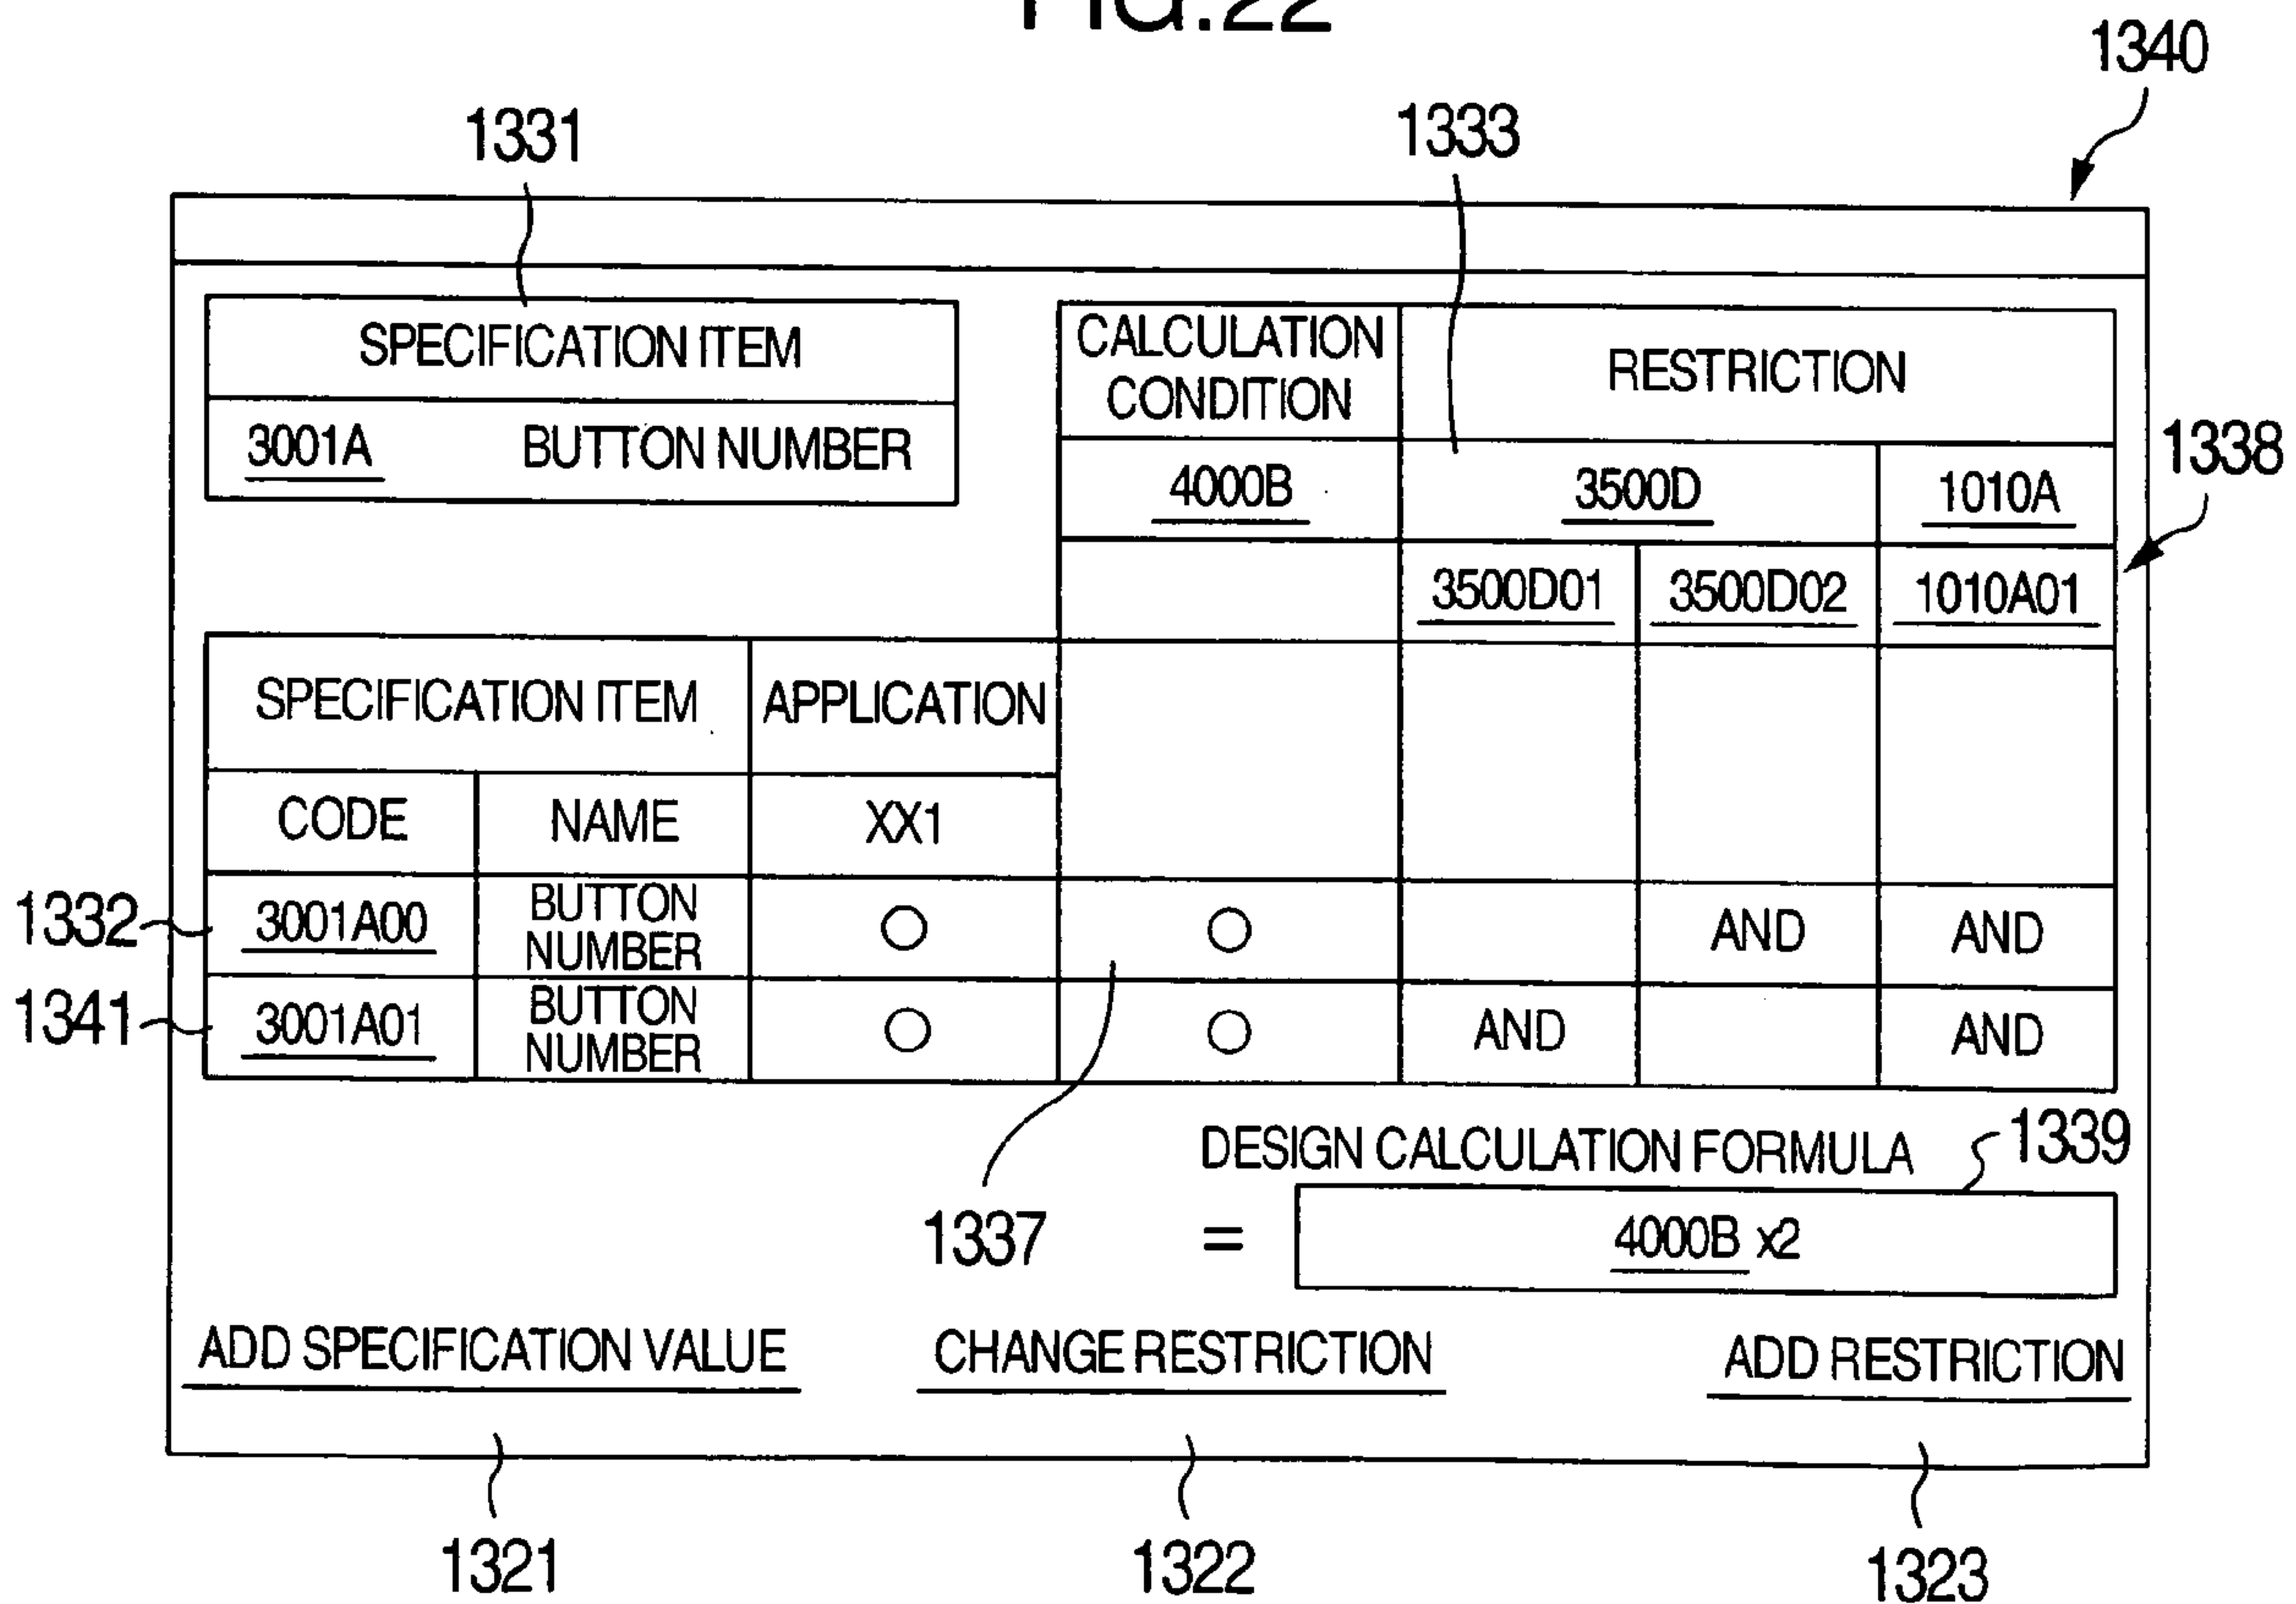 FIG.22
1340
1331
1333
SPECIFICATION ITEM
3001A BUTTON NUMBER
CALCULATION
CONDITION
RESTRICTION
1338
4000B 3500D 1010A
3500D01 3500D02 1010A01
SPECIFICATION ITEM APPLICATION
CODE NAME XX1
1332 3001A00 BUTTON
NUMBER ○ ○ AND AND
1341 3001A01 BUTTON
NUMBER ○ ○ AND AND
DESIGN CALCULATION FORMULA 1339
1337 = 4000B x2
ADD SPECIFICATION VALUE CHANGE RESTRICTION ADD RESTRICTION
1321 1322 1323